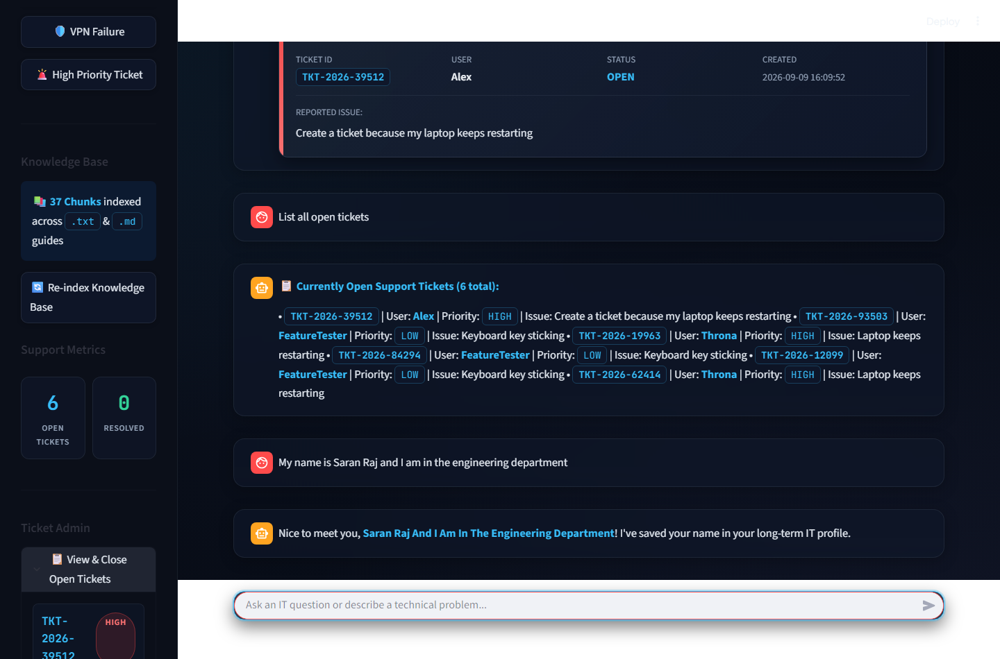 VPN Failure
High Priority Ticket
Knowledge Base
37 Chunks indexed
across .txt & .md
guides
Re-index Knowledge
Base
Support Metrics
6
OPEN
TICKETS
0
RESOLVED
Ticket Admin
View & Close
Open Tickets
TKT-
2026-
39512
HIGH
Deploy
TICKET ID
TKT-2026-39512
USER
Alex
STATUS
OPEN
CREATED
2026-09-09 16:09:52
REPORTED ISSUE:
Create a ticket because my laptop keeps restarting
List all open tickets
Currently Open Support Tickets (6 total):
• TKT-2026-39512 | User: Alex | Priority: HIGH | Issue: Create a ticket because my laptop keeps restarting • TKT-2026-93503 | User:
FeatureTester | Priority: LOW | Issue: Keyboard key sticking • TKT-2026-19963 | User: Throna | Priority: HIGH | Issue: Laptop keeps
restarting • TKT-2026-84294 | User: FeatureTester | Priority: LOW | Issue: Keyboard key sticking • TKT-2026-12099 | User:
FeatureTester | Priority: LOW | Issue: Keyboard key sticking • TKT-2026-62414 | User: Throna | Priority: HIGH | Issue: Laptop keeps
restarting
My name is Saran Raj and I am in the engineering department
Nice to meet you, Saran Raj And I Am In The Engineering Department! I've saved your name in your long-term IT profile.
Ask an IT question or describe a technical problem...